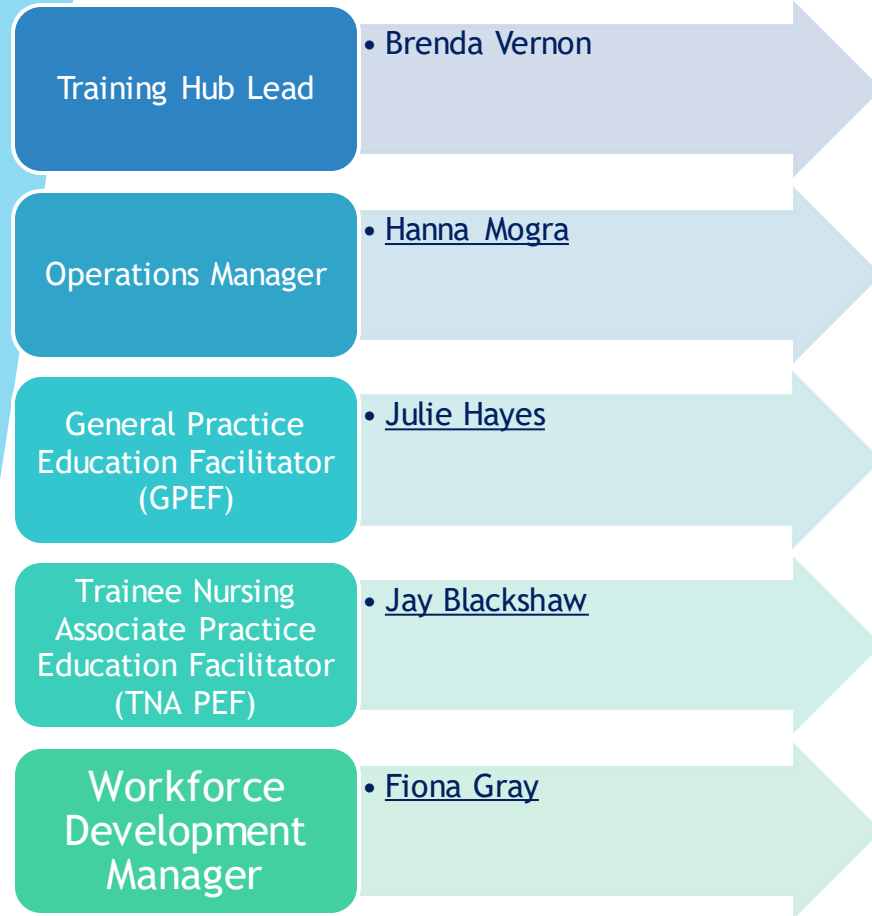 Training Hub Lead
• Brenda Vernon
Operations Manager
• Hanna Mogra
General Practice
Education Facilitator
(GPEF)
• Julie Hayes
Trainee Nursing
Associate Practice
Education Facilitator
(TNA PEF)
• Jay Blackshaw
Workforce
Development
Manager
• Fiona Gray